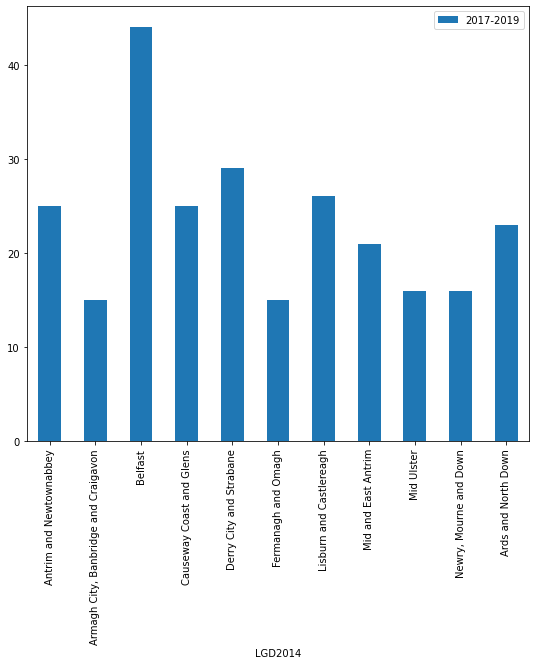 2017-2019
40
30
20
10
0
Antrim and Newtownabbey
Armagh City, Banbridge and Craigavon
Belfast
Causeway Coast and Glens
Derry City and Strabane
Fermanagh and Omagh
Lisburn and Castlereagh
Mid and East Antrim
Mid Ulster
Newry, Mourne and Down
Ards and North Down
LGD2014